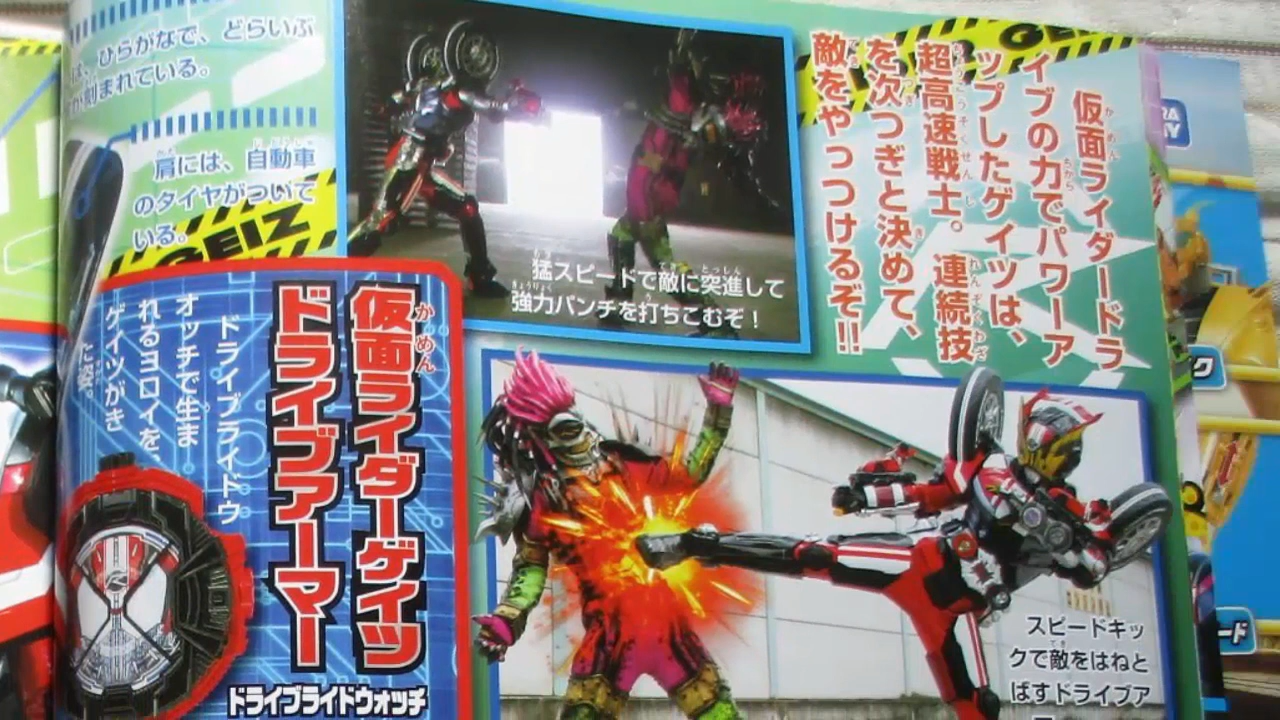 仮面ライダードラ
イブの力でパワーア
ップしたゲイツは、
超高速戦士。連続技
を次つぎと決めて、
敵をやっつけるぞ!!
猛スピードで敵に突進して
強力パンチを打ちこむぞ！
は、ひらがなで、どらいぶ
刻まれている。
肩には、自動車
のタイヤがついて
いる。
GEIZ
仮面ライダーゲイツ
ドライブアーマー
ドライブライドウ
オッチで生ま
れるヨロイを、
ゲイツがき
た姿。
ドライブライドウォッチ
スピードキッ
クで敵をはねと
ばすドライブア